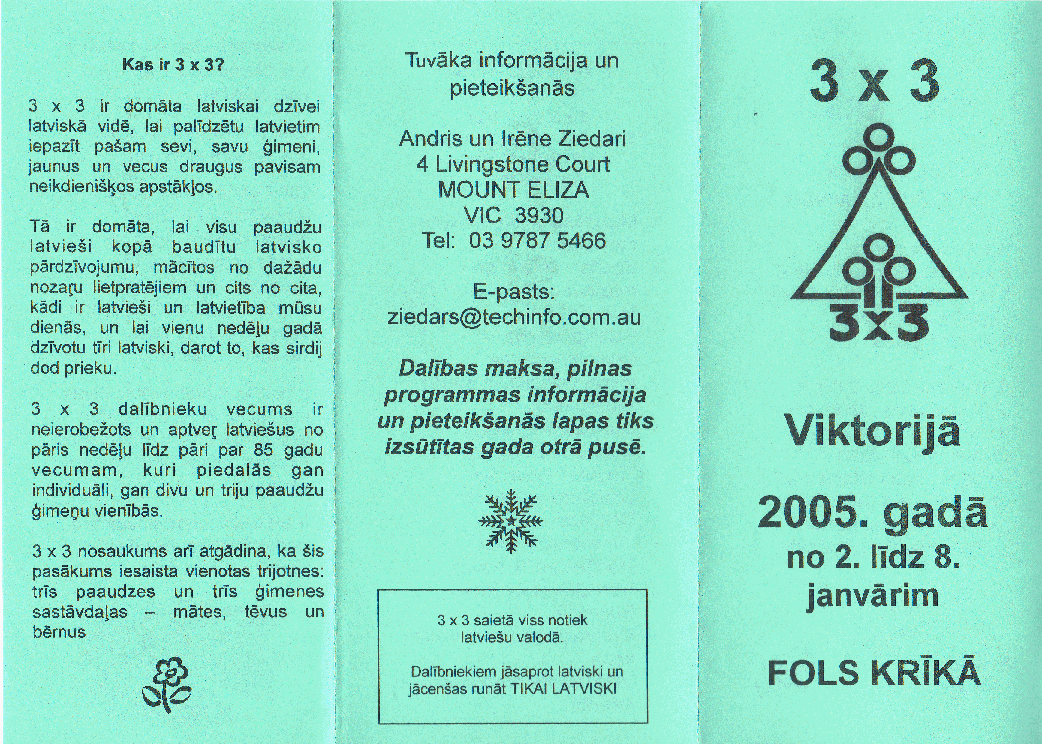 Kas ir 3 x 3?
3 x 3 ir domāta latviskai dzīvei
latviskā vidē, lai palīdzētu latvietim
iepazīt pašam sevi, savu ģimeni,
jaunus un vecus draugus pavisam
neikdienišķos apstākļos.
Tā ir domāta, lai visu paaudžu
latvieši kopā baudītu latvisko
pārdzīvojumu, mācītos no dažādu
nozaŗu lietpratējiem un cits no cita,
kādi ir latvieši un latvietība mūsu
dienās, un lai vienu nedēļu gadā
dzīvotu tīri latviski, darot to, kas sirdij
dod prieku.
3 x 3 dalībnieku vecums ir
neierobežots un aptveŗ latviešus no
pāris nedēļu līdz pāri par 85 gadu
vecumam, kuri piedalās gan
individuāli, gan divu un triju paaudžu
ģimeņu vienībās.
3 x 3 nosaukums arī atgādina, ka šis
pasākums iesaista vienotas trijotnes:
trīs paaudzes un trīs ģimenes
sastāvdaļas – mātes, tēvus un
bērnus
Tuvāka informācija un
pieteikšanās
Andris un Irēne Ziedari
4 Livingstone Court
MOUNT ELIZA
VIC 3930
Tel: 03 9787 5466
E-pasts:
ziedars@techinfo.com.au
Dalības maksa, pilnas
programmas informācija
un pieteikšanās lapas tiks
izsūtītas gada otrā pusē.
3 x 3 saietā viss notiek
latviešu valodā.
Dalībniekiem jāsaprot latviski un
jācenšas runāt TIKAI LATVISKI
3 x 3
3x3
Viktorijā
2005. gadā
no 2. līdz 8.
janvārim
FOLS KRĪKĀ